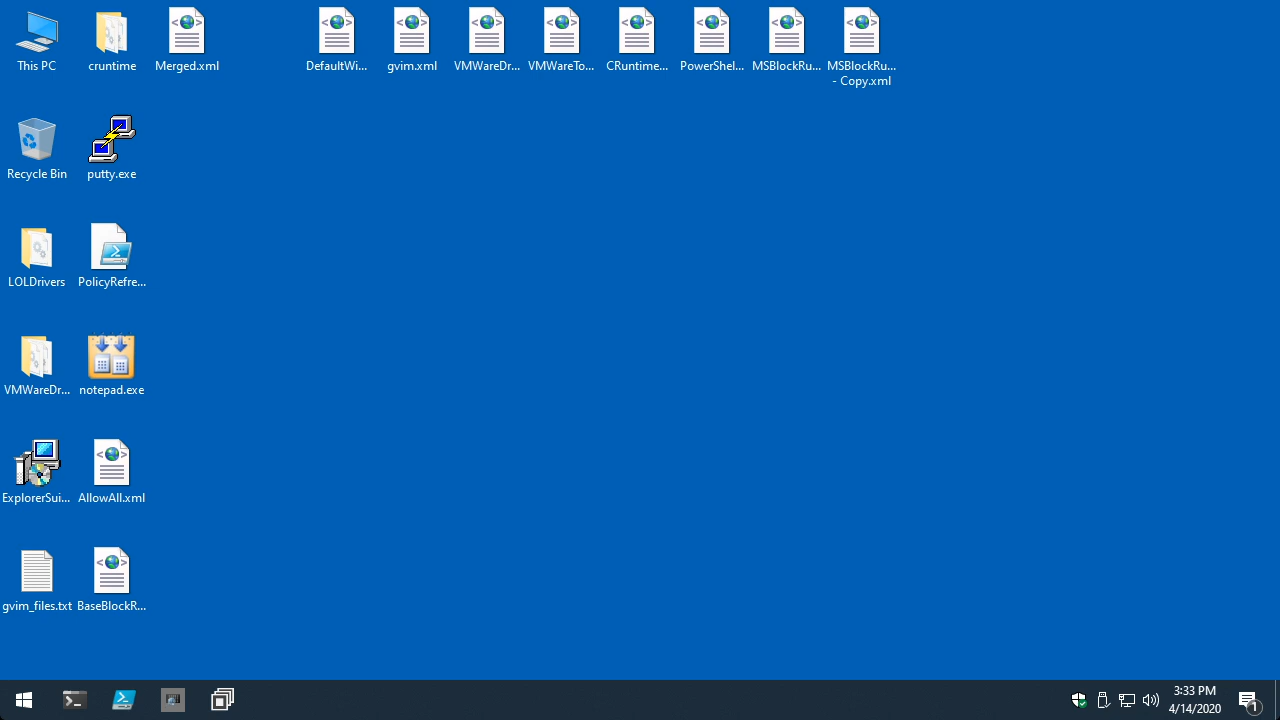 This PC
cruntime
Merged.xml
DefaultWi...
gvim.xml
VMWareDr...
VMWareTo...
CRuntime...
PowerShel...
MSBlockRu...
MSBlockRu...
- Copy.xml
Recycle Bin
putty.exe
LOLDrivers
PolicyRefre...
VMWareDr...
notepad.exe
ExplorerSui...
AllowAll.xml
gvim_files.txt
BaseBlockR...
3:33 PM
4/14/2020
1